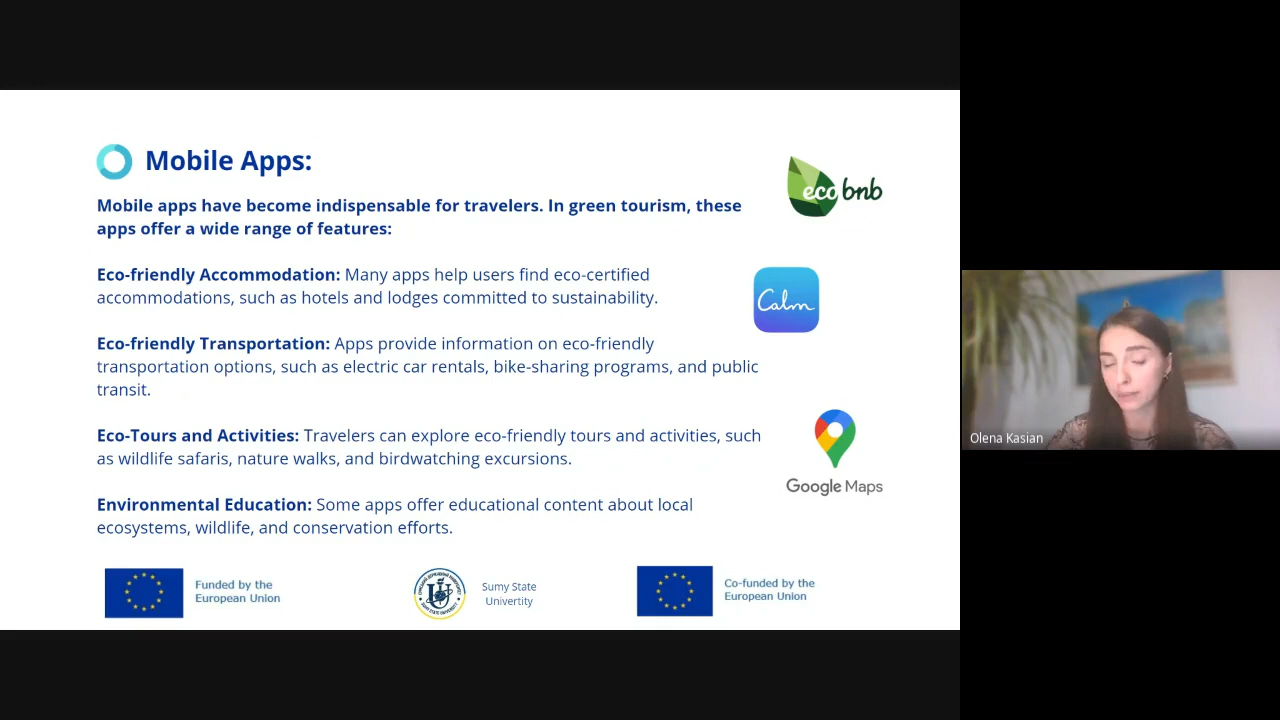 Mobile Apps:
Mobile apps have become indispensable for travelers. In green tourism, these
apps offer a wide range of features:
Eco-friendly Accommodation: Many apps help users find eco-certified
accommodations, such as hotels and lodges committed to sustainability.
Eco-friendly Transportation: Apps provide information on eco-friendly
transportation options, such as electric car rentals, bike-sharing programs, and public
transit.
Eco-Tours and Activities: Travelers can explore eco-friendly tours and activities, such
as wildlife safaris, nature walks, and birdwatching excursions.
Environmental Education: Some apps offer educational content about local
ecosystems, wildlife, and conservation efforts.
ecobnb
Calm
Google Maps
Funded by the
European Union
Sumy State
Univertity
Co-funded by the
European Union
Olena Kasian